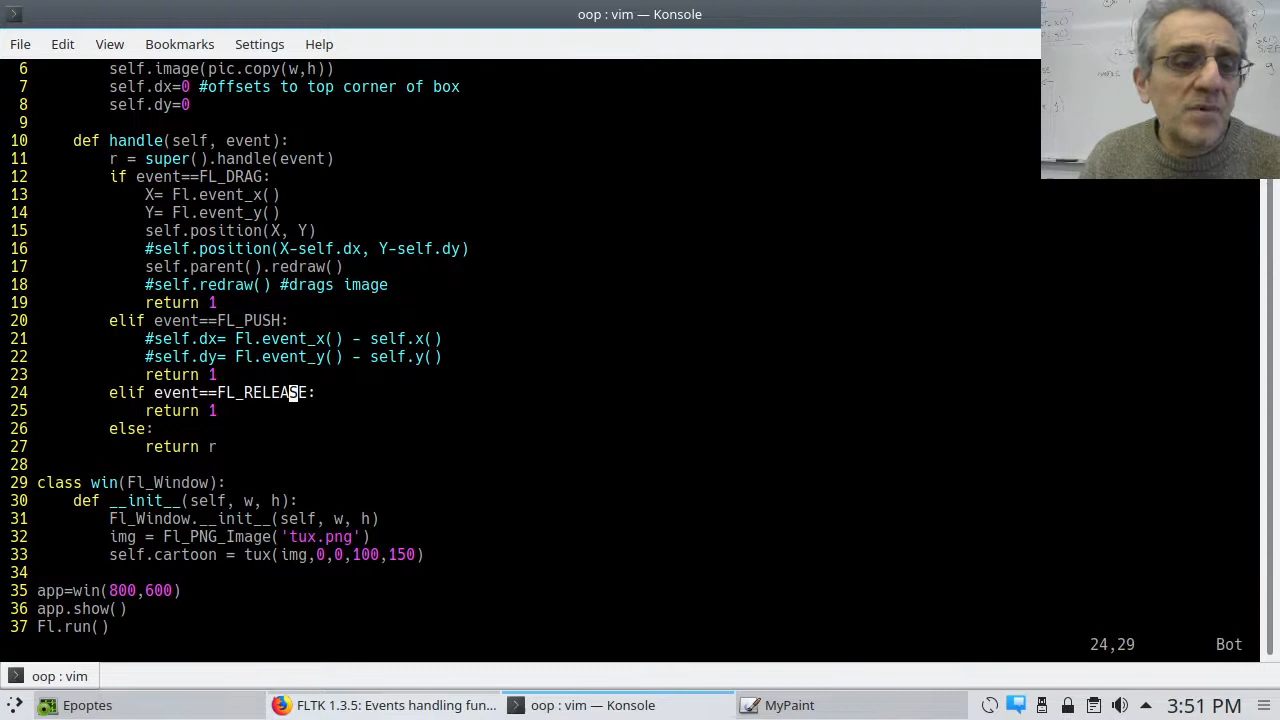 oop : vim — Konsole
File Edit View Bookmarks Settings Help
6 self.image(pic.copy(w,h))
7 self.dx=0 #offsets to top corner of box
8 self.dy=0
9
10 def handle(self, event):
11 r = super().handle(event)
12 if event==FL_DRAG:
13 X= Fl.event_x()
14 Y= Fl.event_y()
15 self.position(X, Y)
16 #self.position(X-self.dx, Y-self.dy)
17 self.parent().redraw()
18 #self.redraw() #drags image
19 return 1
20 elif event==FL_PUSH:
21 #self.dx= Fl.event_x() - self.x()
22 #self.dy= Fl.event_y() - self.y()
23 return 1
24 elif event==FL_RELEASE:
25 return 1
26 else:
27 return r
28
29 class win(Fl_Window):
30 def __init__(self, w, h):
31 Fl_Window.__init__(self, w, h)
32 img = Fl_PNG_Image('tux.png')
33 self.cartoon = tux(img,0,0,100,150)
34
35 app=win(800,600)
36 app.show()
37 Fl.run()
24,29 Bot
oop : vim
Epoptes FLTK 1.3.5: Events handling fun... oop : vim — Konsole MyPaint 3:51 PM